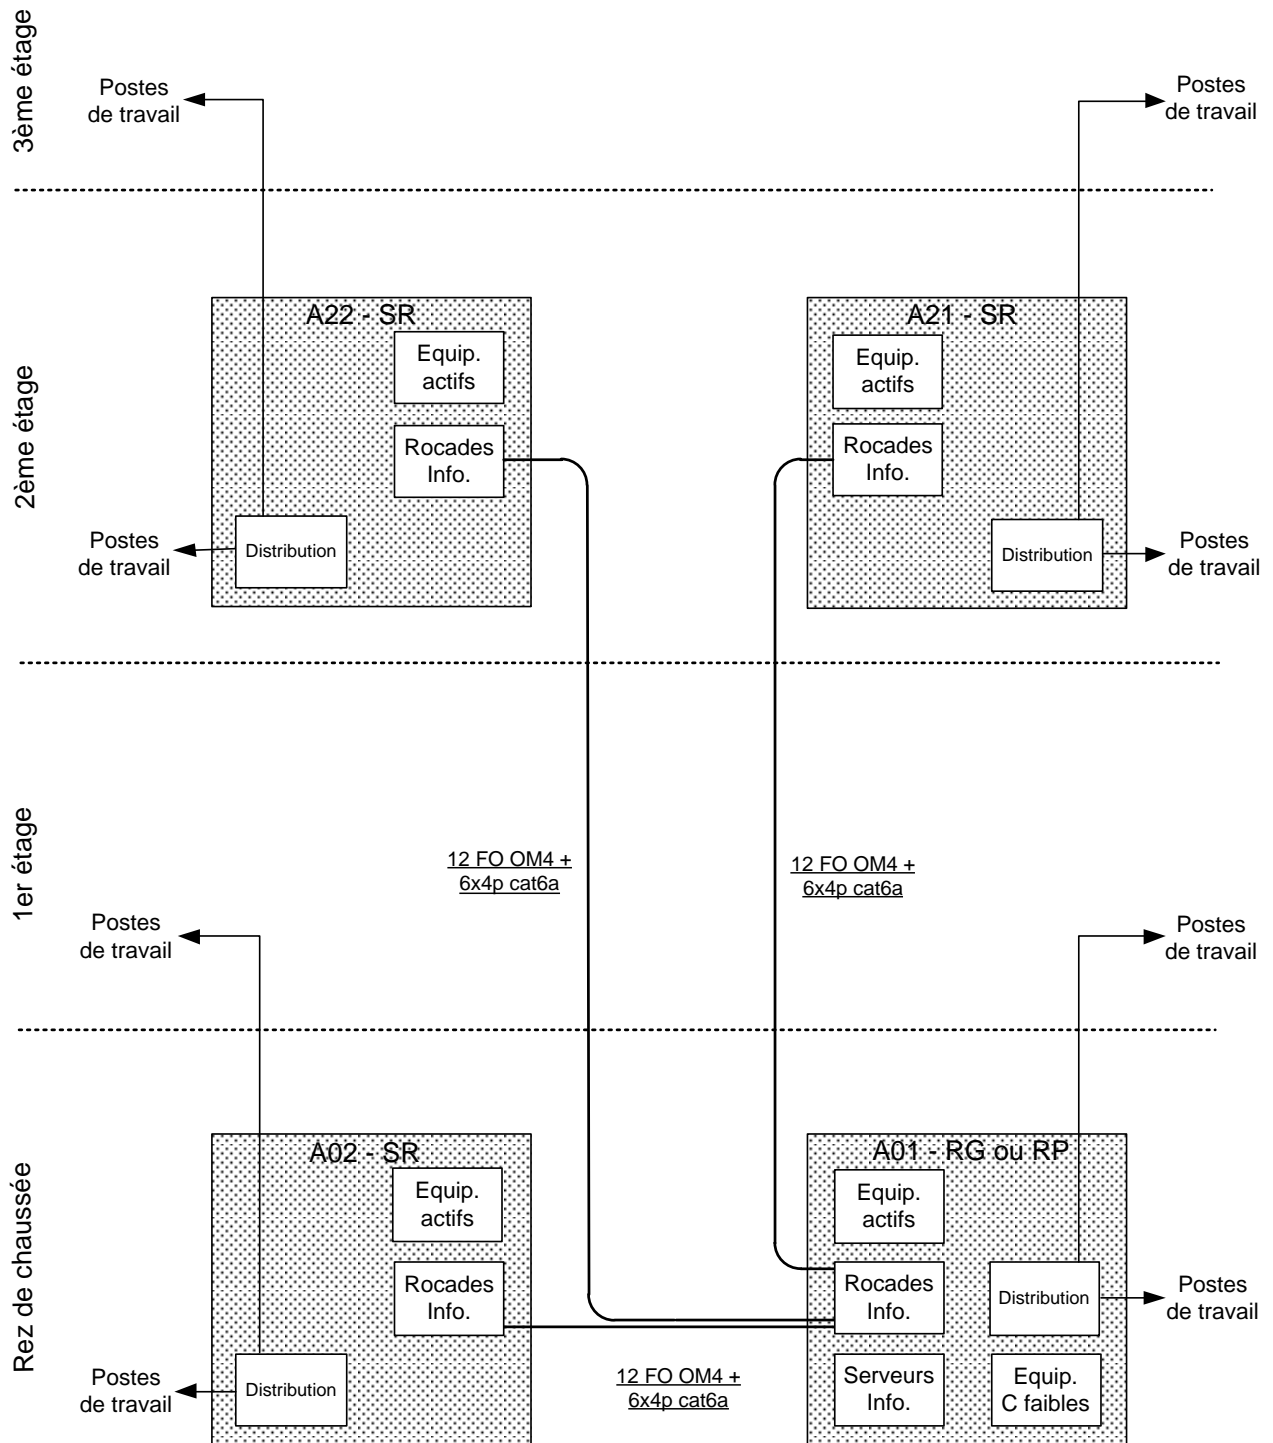 3ème étage
Postes
de travail
Postes
de travail
2ème étage
A22 - SR
Equip.
actifs
Rocades
Info.
Distribution
Postes
de travail
A21 - SR
Equip.
actifs
Rocades
Info.
Distribution
Postes
de travail
1er étage
12 FO OM4 +
6x4p cat6a
12 FO OM4 +
6x4p cat6a
Postes
de travail
Postes
de travail
Rez de chaussée
A02 - SR
Equip.
actifs
Rocades
Info.
Distribution
Postes
de travail
12 FO OM4 +
6x4p cat6a
A01 - RG ou RP
Equip.
actifs
Rocades
Info.
Distribution
Postes
de travail
Serveurs
Info.
Equip.
C faibles